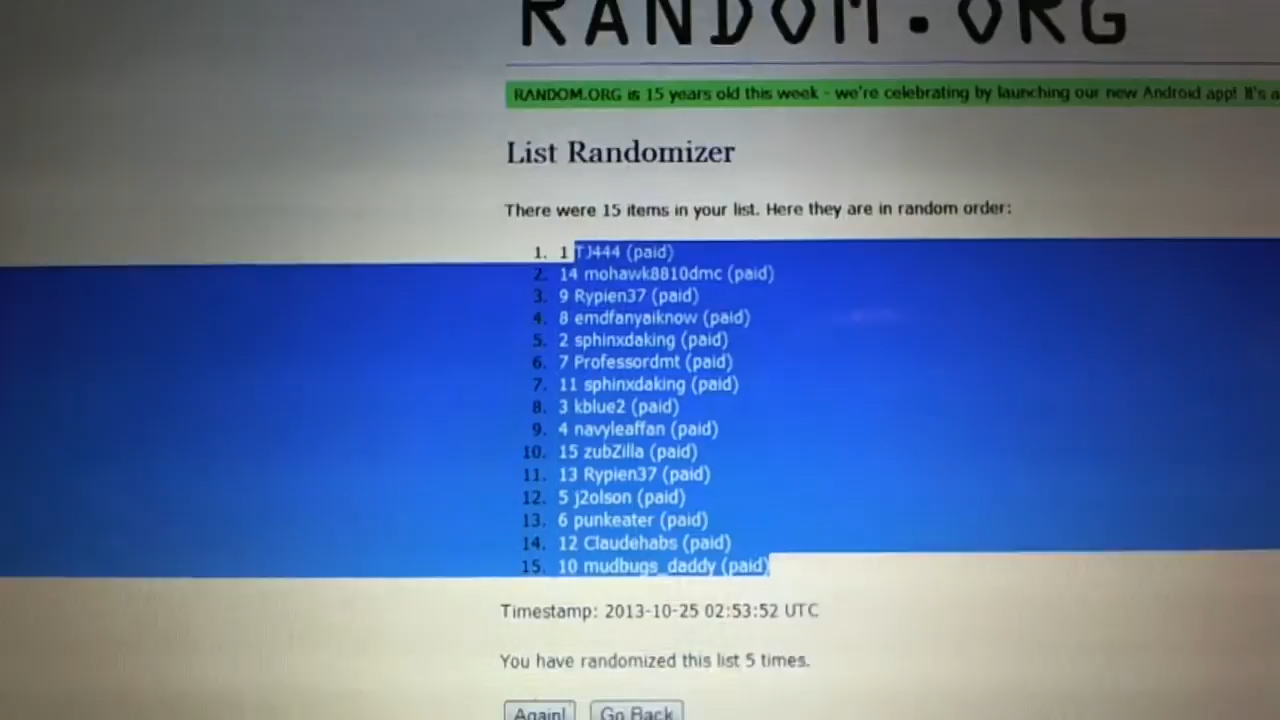 RANDOM.ORG
RANDOM.ORG is 15 years old this week - we're celebrating by launching our new Android app! It's a
List Randomizer
There were 15 items in your list. Here they are in random order:
1. 1 TJ444 (paid)
2. 14 mohawk8810dmc (paid)
3. 9 Rypien37 (paid)
4. 8 emdfanyaiknow (paid)
5. 2 sphinxdaking (paid)
6. 7 Professordmt (paid)
7. 11 sphinxdaking (paid)
8. 3 kblue2 (paid)
9. 4 navyleaffan (paid)
10. 15 zubZilla (paid)
11. 13 Rypien37 (paid)
12. 5 j2olson (paid)
13. 6 punkeater (paid)
14. 12 Claudehabs (paid)
15. 10 mudbugs_daddy (paid)
Timestamp: 2013-10-25 02:53:52 UTC
You have randomized this list 5 times.
Again! Go Back